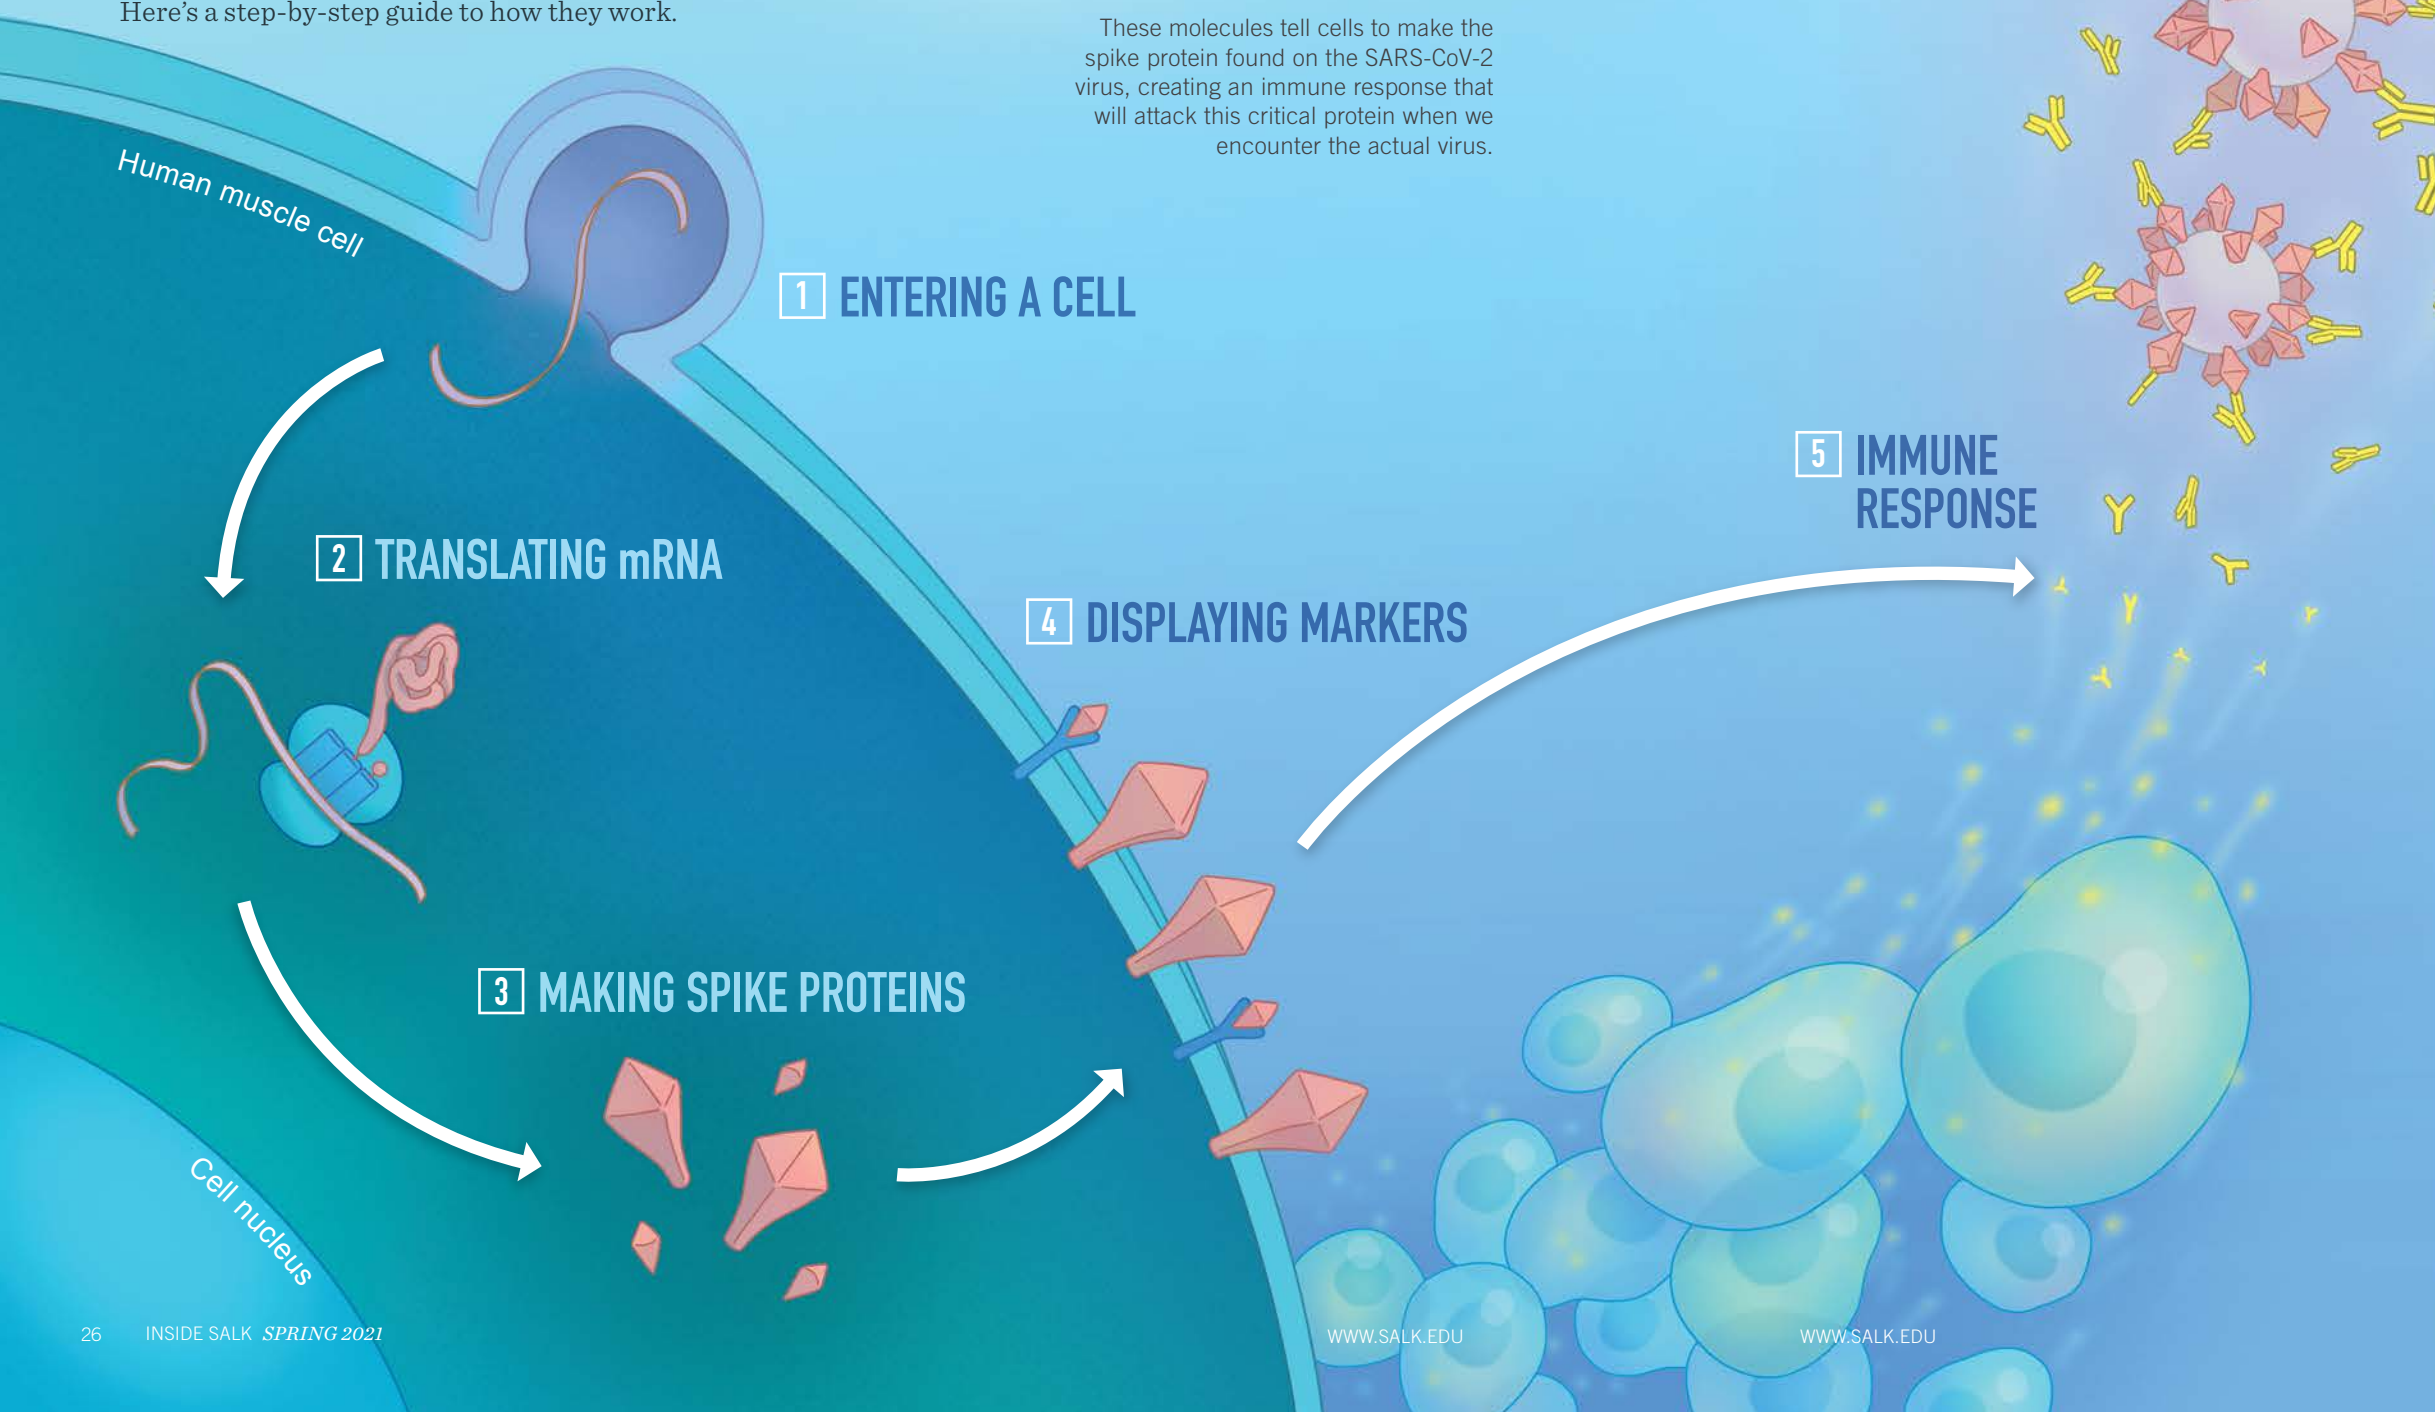 Here’s a step-by-step guide to how they work.
These molecules tell cells to make the
spike protein found on the SARS-CoV-2
virus, creating an immune response that
will attack this critical protein when we
encounter the actual virus.
Human muscle cell
1 ENTERING A CELL
2 TRANSLATING mRNA
3 MAKING SPIKE PROTEINS
4 DISPLAYING MARKERS
5 IMMUNE
RESPONSE
Cell nucleus
26 INSIDE SALK SPRING 2021
WWW.SALK.EDU
WWW.SALK.EDU